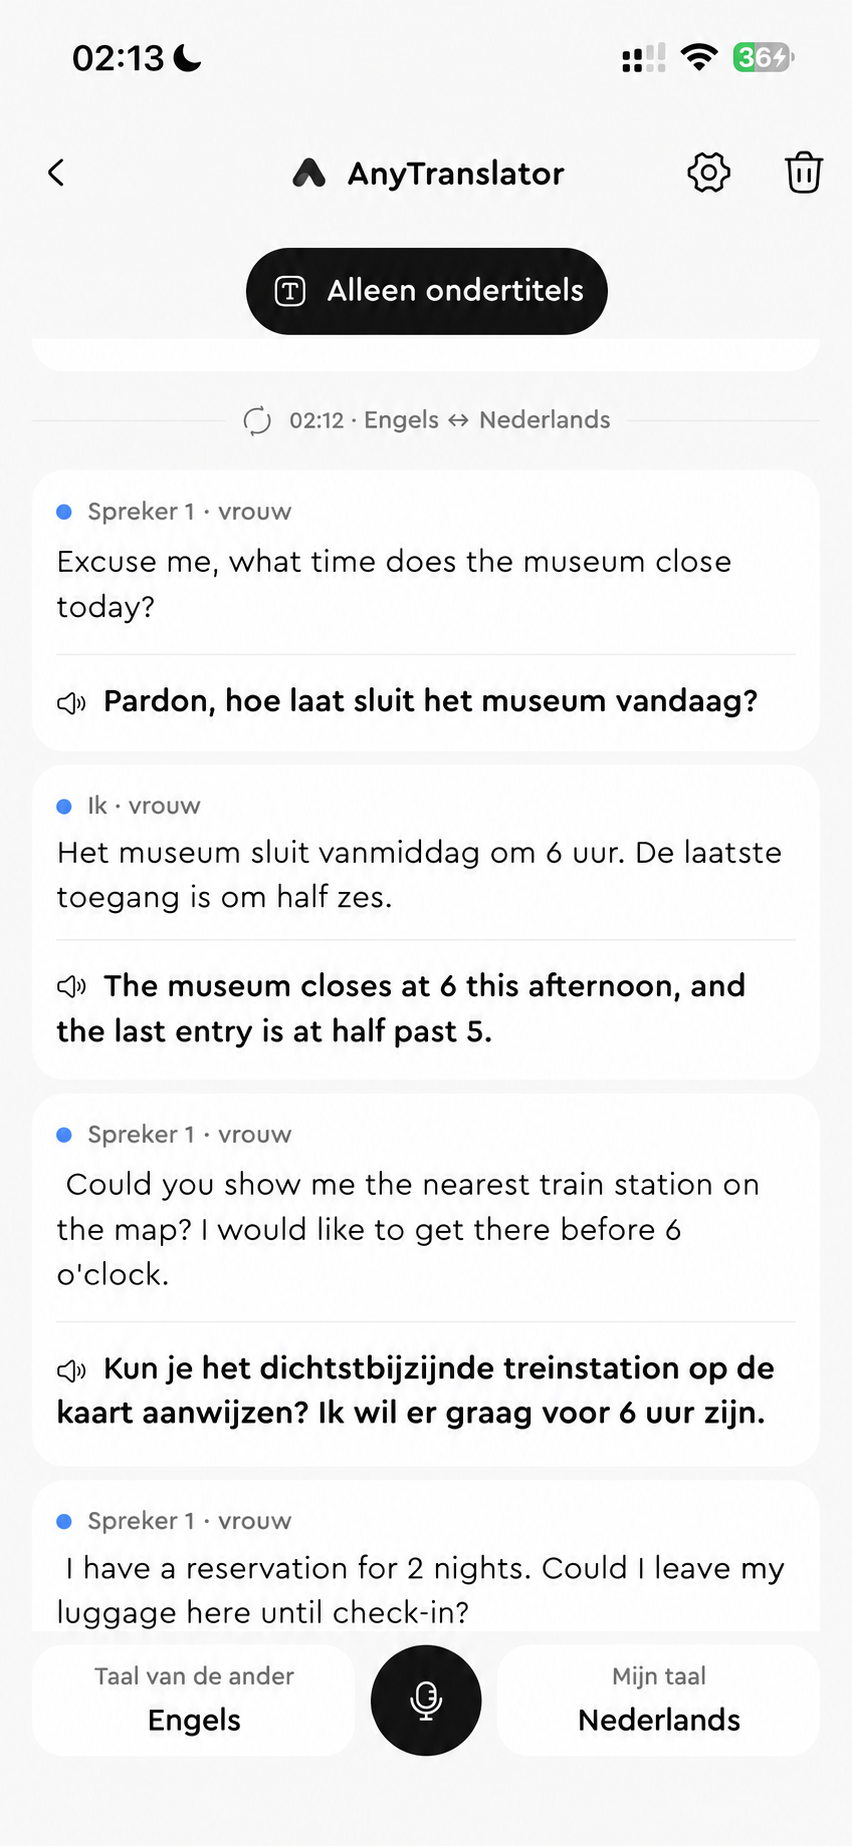 02:13
36
AnyTranslator
Alleen ondertitels
02:12 · Engels ↔ Nederlands
Spreker 1 · vrouw
Excuse me, what time does the museum close
today?
Pardon, hoe laat sluit het museum vandaag?
Ik · vrouw
Het museum sluit vanmiddag om 6 uur. De laatste
toegang is om half zes.
The museum closes at 6 this afternoon, and
the last entry is at half past 5.
Spreker 1 · vrouw
Could you show me the nearest train station on
the map? I would like to get there before 6
o'clock.
Kun je het dichtstbijzijnde treinstation op de
kaart aanwijzen? Ik wil er graag voor 6 uur zijn.
Spreker 1 · vrouw
I have a reservation for 2 nights. Could I leave my
luggage here until check-in?
Taal van de ander
Engels
Mijn taal
Nederlands